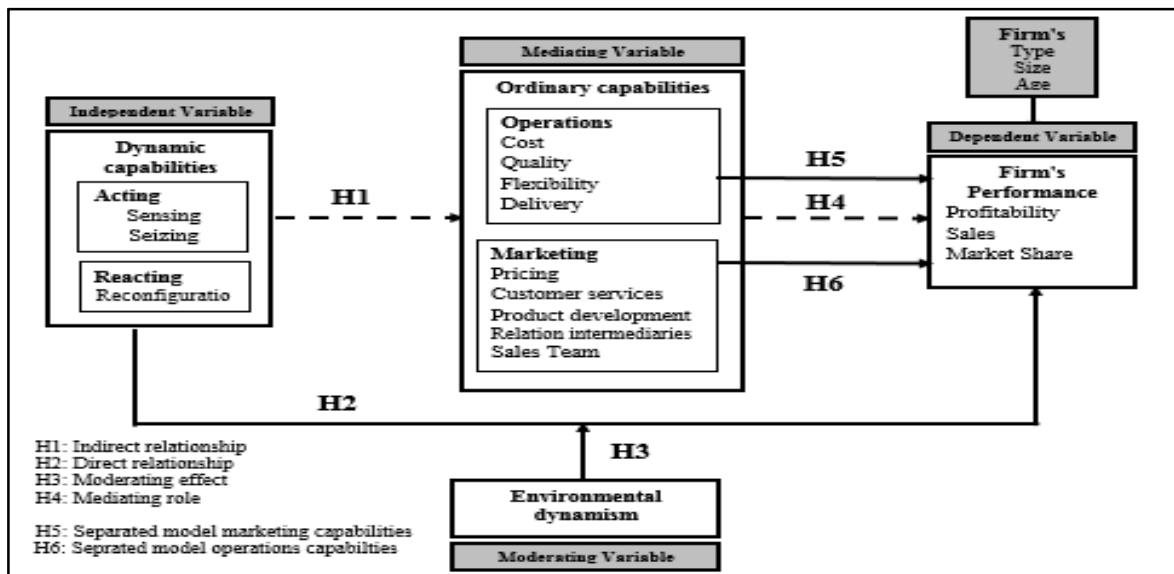 Firm's
Type
Size
Age
Mediating Variable
Ordinary capabilities
Operations
Cost
Quality
Flexibility
Delivery
Marketing
Pricing
Customer services
Product development
Relation intermediaries
Sales Team
Independent Variable
Dynamic
capabilities
Acting
Sensing
Seizing
Reacting
Reconfiguratio
Dependent Variable
Firm's
Performance
Profitability
Sales
Market Share
H1
H5
H4
H6
H2
H3
Environmental
dynamism
Moderating Variable
H1: Indirect relationship
H2: Direct relationship
H3: Moderating effect
H4: Mediating role
H5: Separated model marketing capabilities
H6: Seprated model operations capabilties